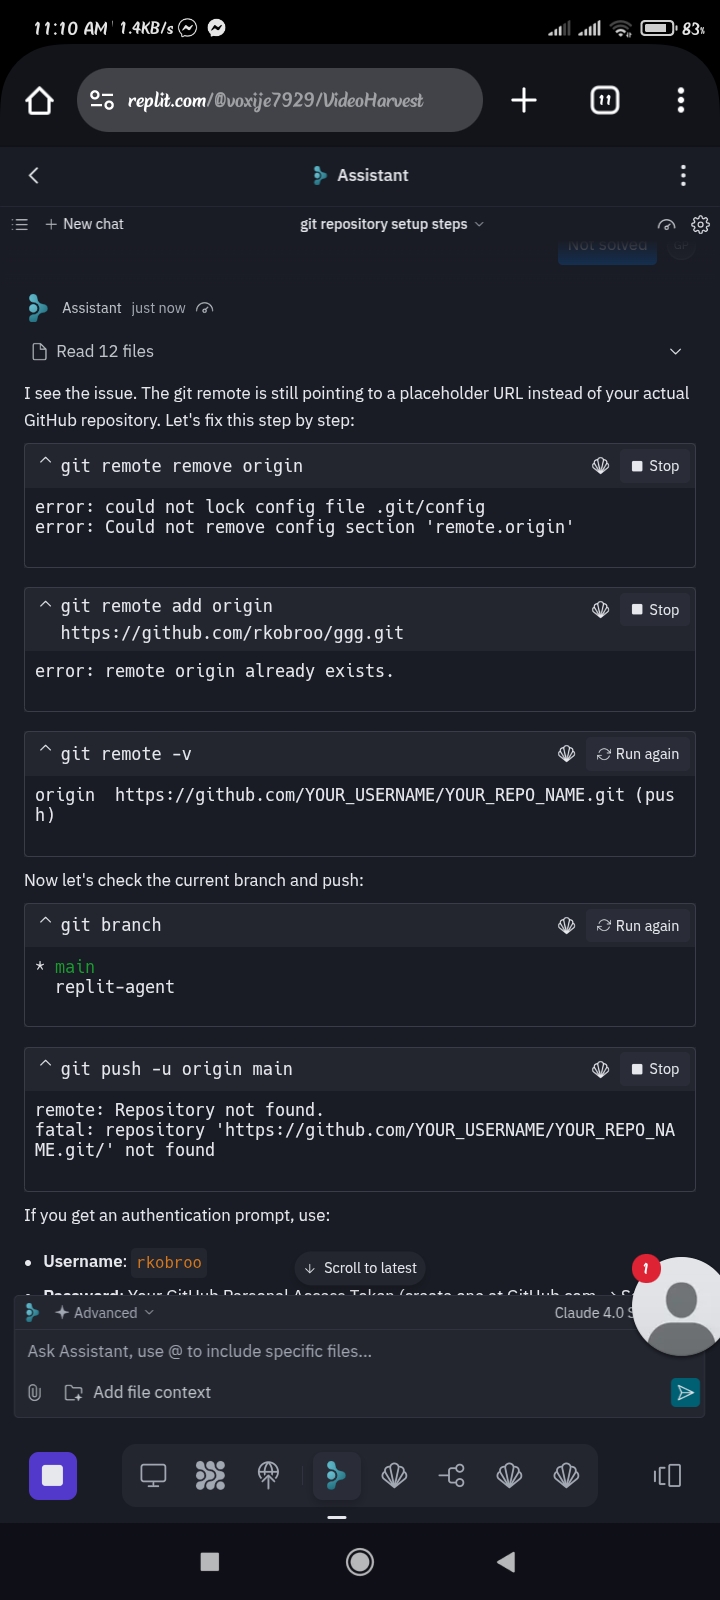 11:10 AM 1.4KB/s 83%
replit.com/@voxije7929/VideoHarvest 11
Assistant
New chat git repository setup steps
Not solved
Assistant just now
Read 12 files
I see the issue. The git remote is still pointing to a placeholder URL instead of your actual
GitHub repository. Let's fix this step by step:
^ git remote remove origin Stop
error: could not lock config file .git/config
error: Could not remove config section 'remote.origin'
^ git remote add origin Stop
https://github.com/rkobroo/ggg.git
error: remote origin already exists.
^ git remote -v Run again
origin  https://github.com/YOUR_USERNAME/YOUR_REPO_NAME.git (pus
h)
Now let's check the current branch and push:
^ git branch Run again
* main
replit-agent
^ git push -u origin main Stop
remote: Repository not found.
fatal: repository 'https://github.com/YOUR_USERNAME/YOUR_REPO_NA
ME.git/' not found
If you get an authentication prompt, use:
• Username: rkobroo
Scroll to latest
1
• Password: Your GitHub Personal Access Token (create one at GitHub.com → S
Advanced Claude 4.0 S
Ask Assistant, use @ to include specific files...
Add file context